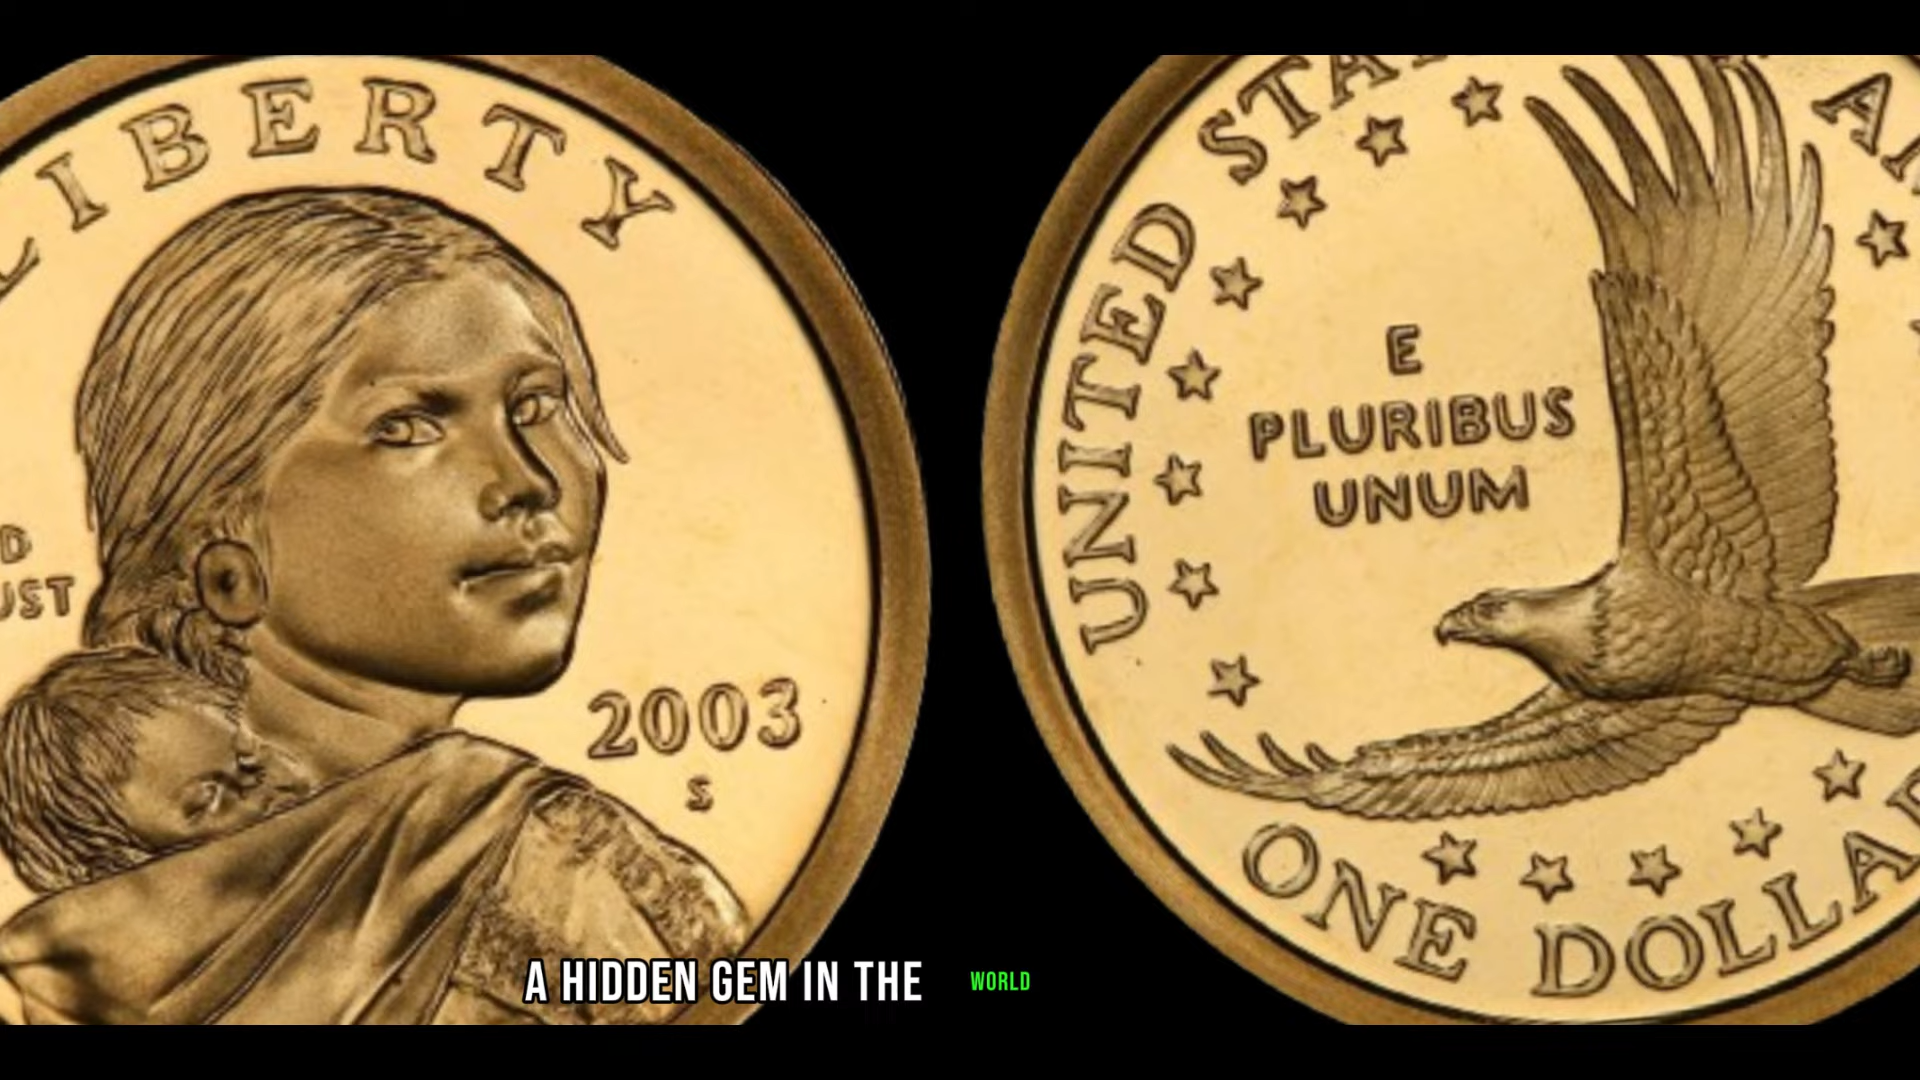 LIBERTY
UST
2003
S
UNITED STA
E
PLURIBUS
UNUM
ONE DOLLA
A HIDDEN GEM IN THE WORLD